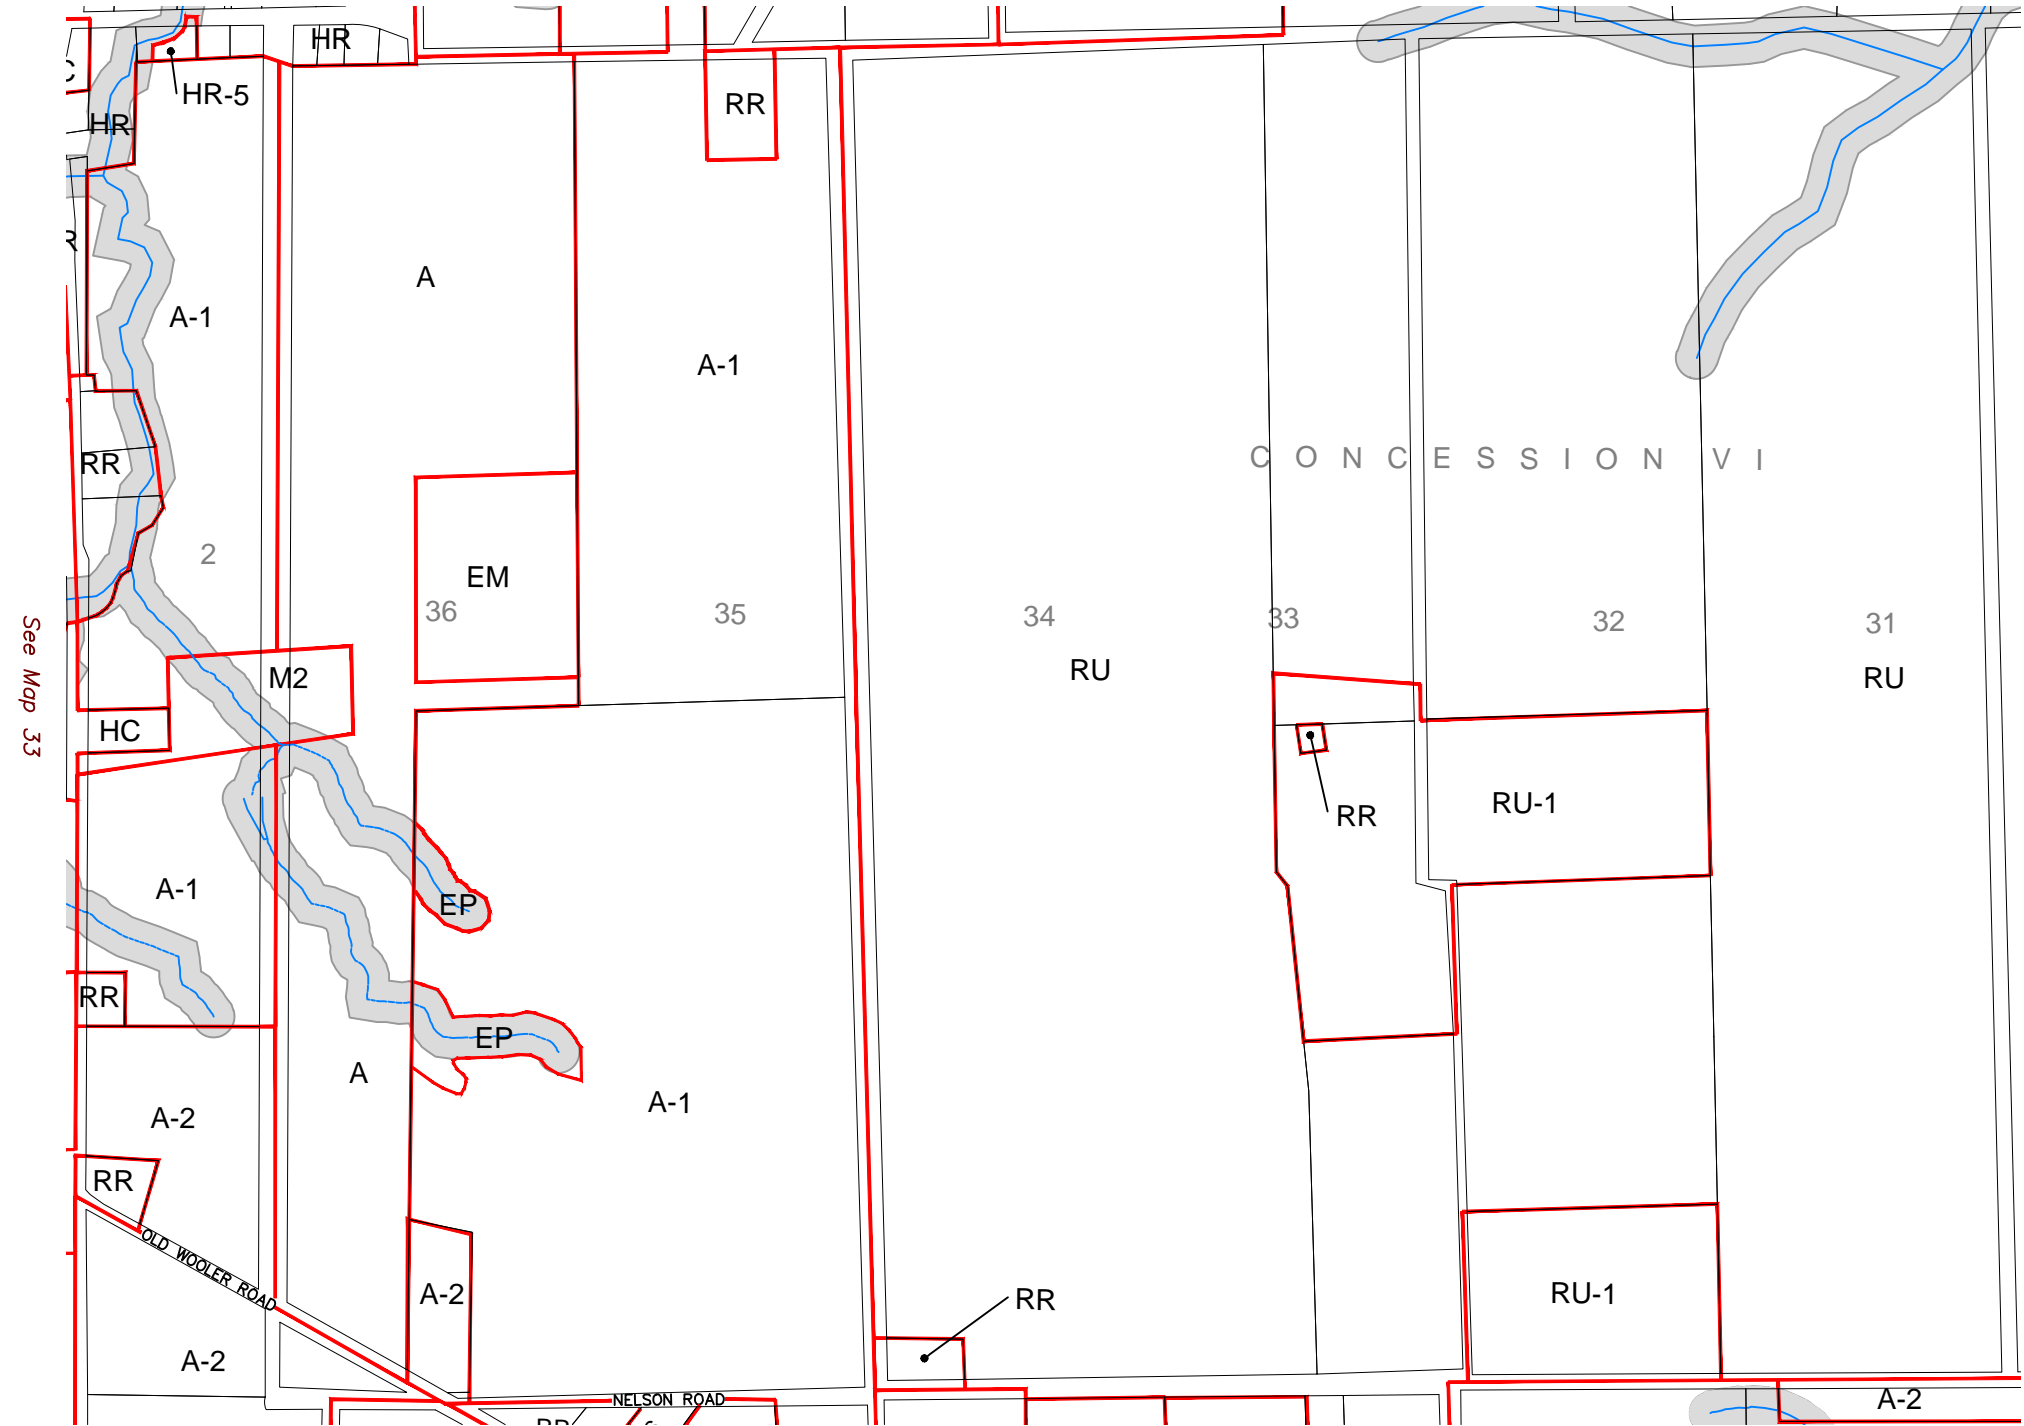 HR
HR-5
RR
HR
A
A-1
A-1
CONCESSION VI
RR
2
EM
36
35
34
33
32
31
See Map 33
RU
RU
M2
HC
RU-1
RR
A-1
EP
RR
EP
A
A-1
A-2
RR
OLD WOOLER ROAD
A-2
RR
RU-1
A-2
NELSON ROAD
A-2